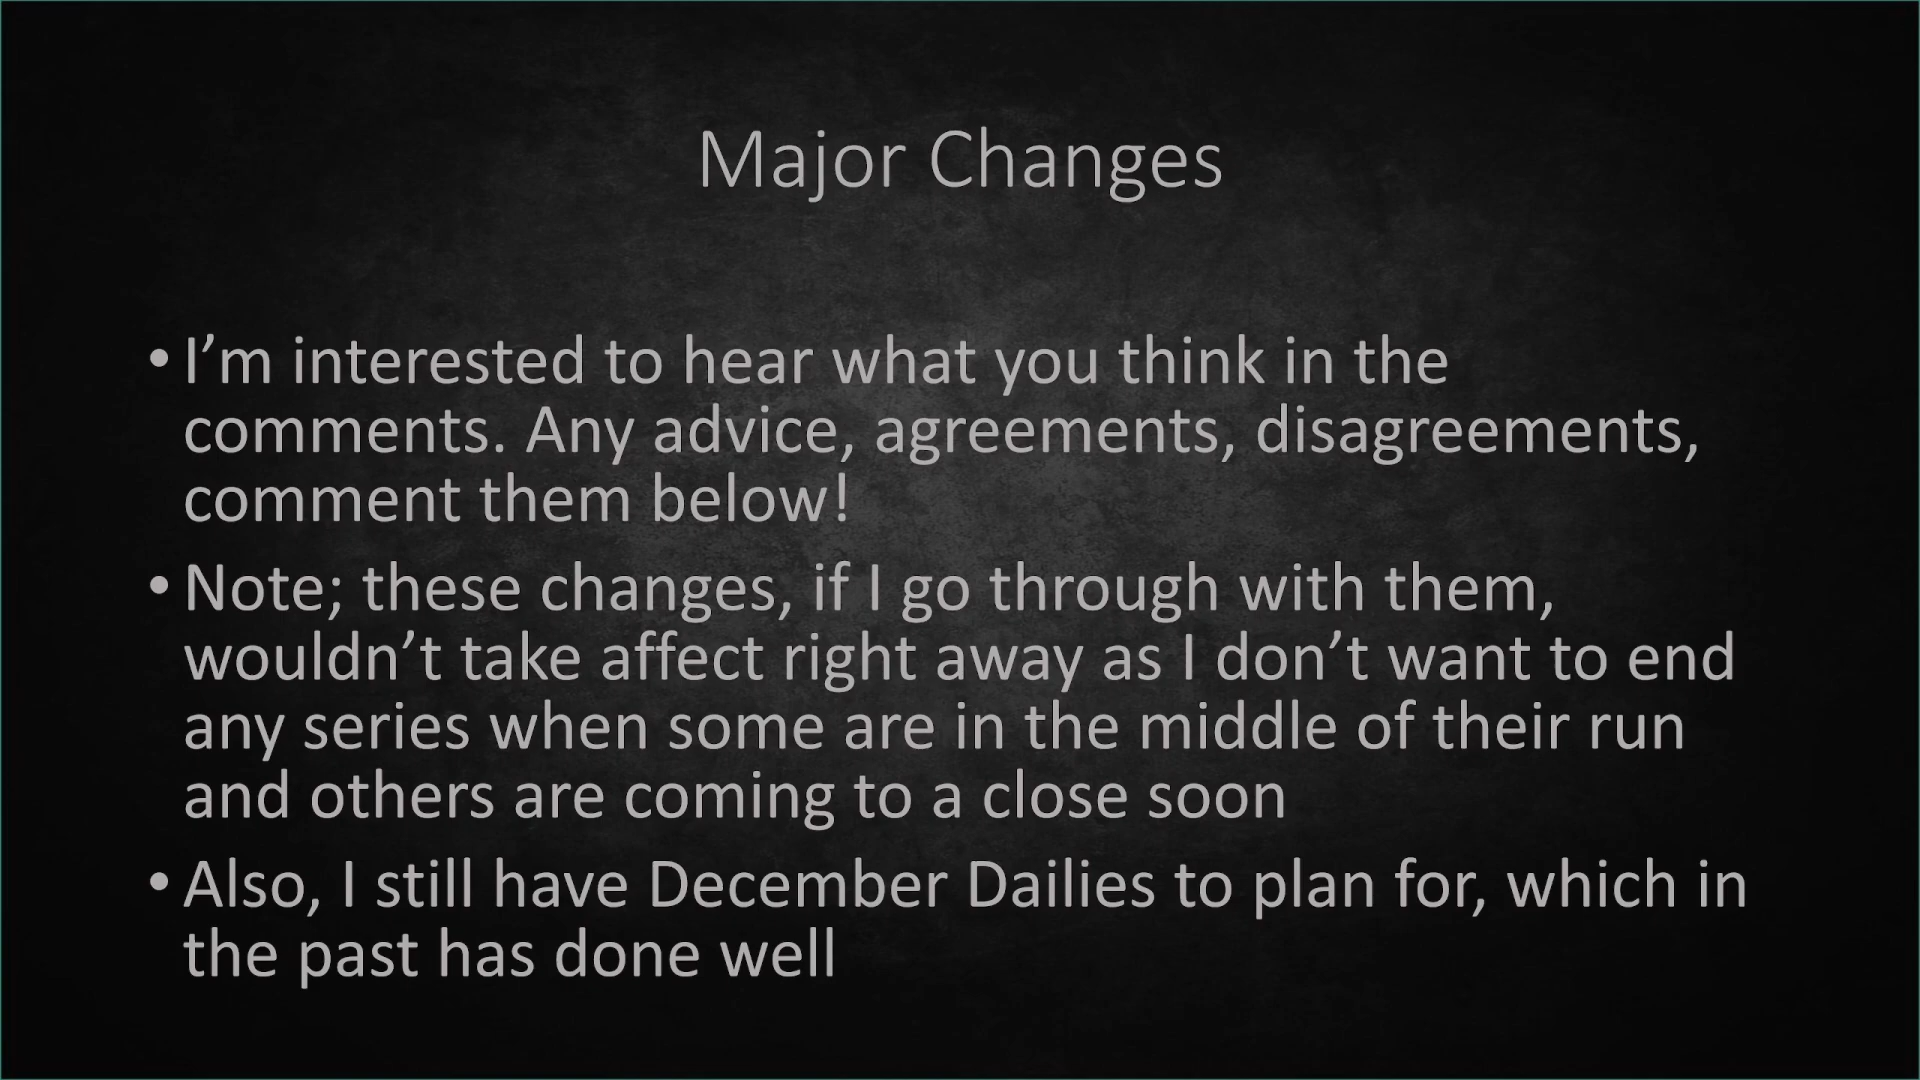 Major Changes
• I’m interested to hear what you think in the
comments. Any advice, agreements, disagreements,
comment them below!
• Note; these changes, if I go through with them,
wouldn’t take affect right away as I don’t want to end
any series when some are in the middle of their run
and others are coming to a close soon
• Also, I still have December Dailies to plan for, which in
the past has done well